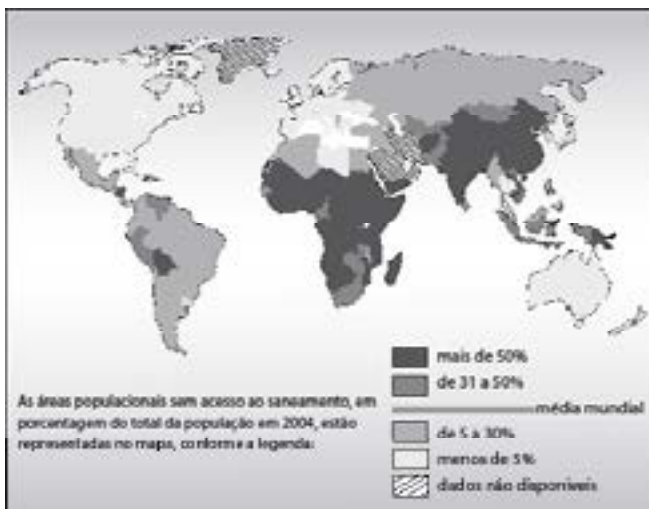 mais de 50%
de 31 a 50%
média mundial
de 5 a 30%
menos de 5%
dados não disponíveis
As áreas populacionais sem acesso ao saneamento, em
porcentagem do total da população em 2004, estão
representadas no mapa, conforme a legenda: